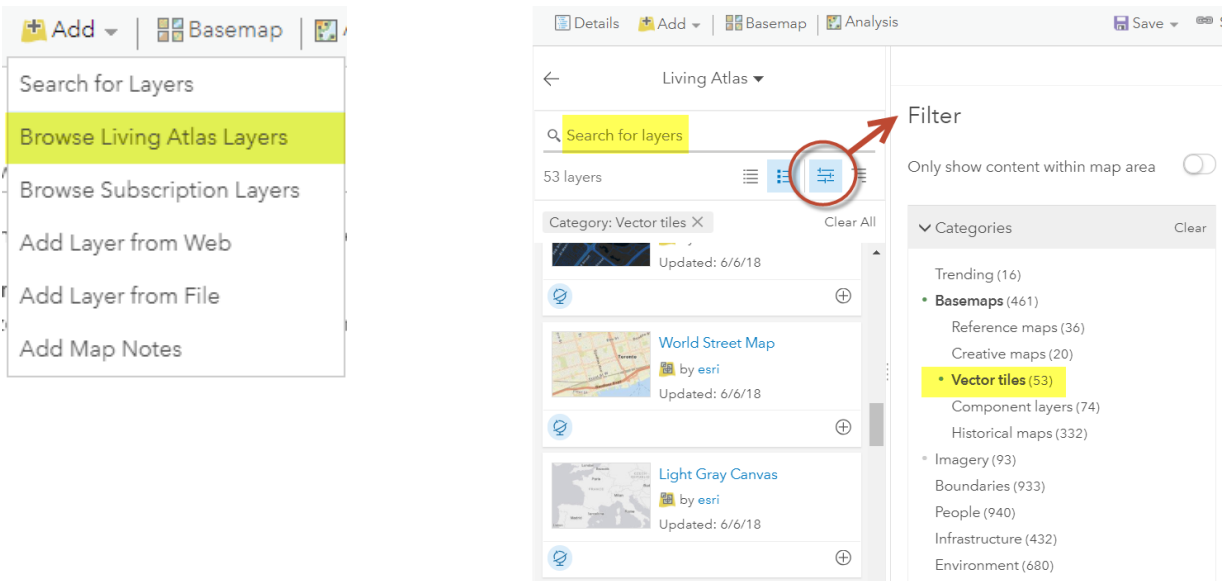 Add
Basemap
Search for Layers
Browse Living Atlas Layers
Browse Subscription Layers
Add Layer from Web
Add Layer from File
Add Map Notes
Details Add Basemap Analysis Save
Living Atlas
Search for layers
53 layers
Category: Vector tiles Clear All
Updated: 6/6/18
World Street Map
by esri
Updated: 6/6/18
Toronto
Light Gray Canvas
by esri
Updated: 6/6/18
Filter
Only show content within map area
Categories Clear
Trending (16)
Basemaps (461)
Reference maps (36)
Creative maps (20)
Vector tiles (53)
Component layers (74)
Historical maps (332)
Imagery (93)
Boundaries (933)
People (940)
Infrastructure (432)
Environment (680)